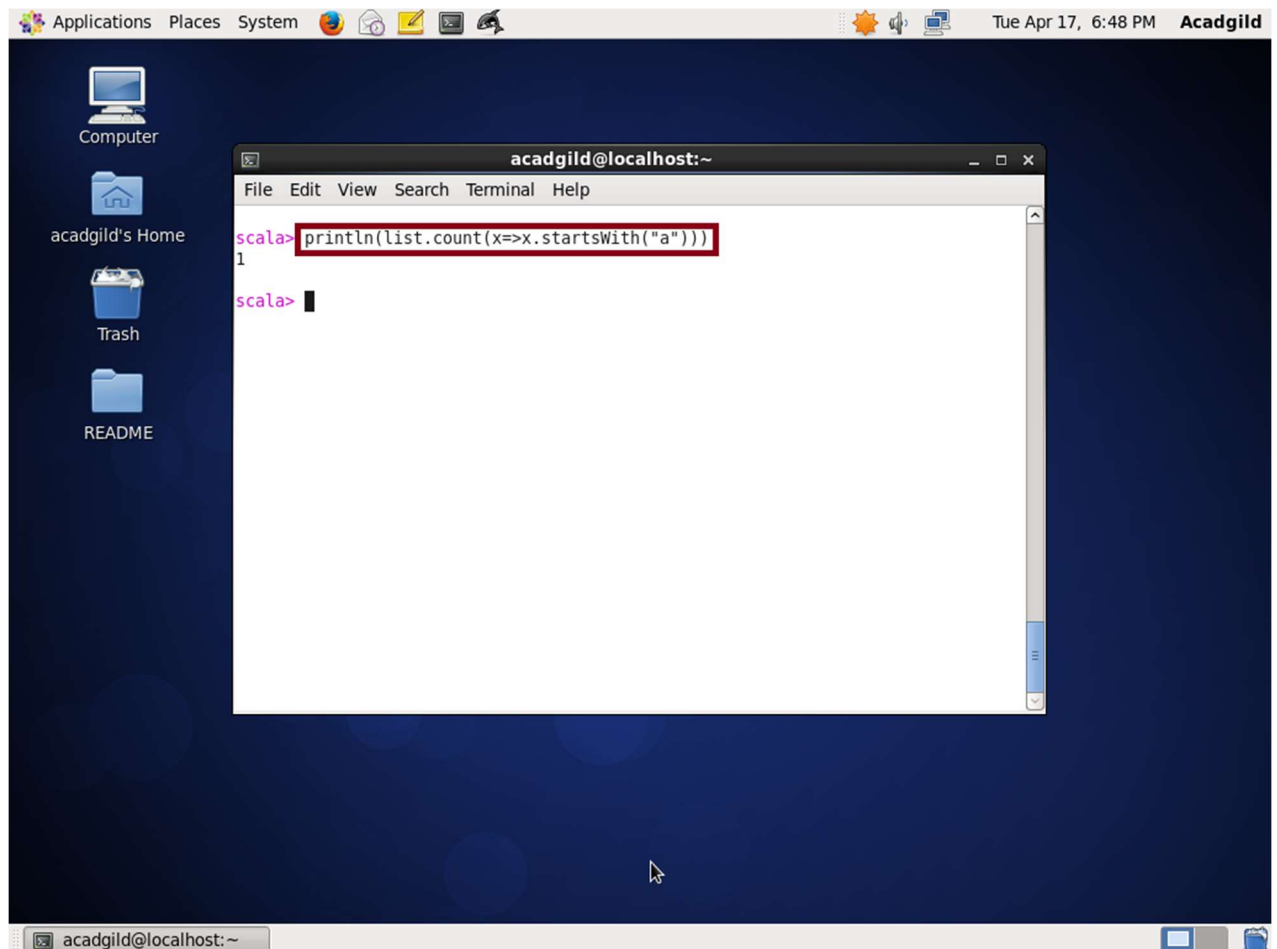 Applications Places System Tue Apr 17, 6:48 PM Acadgild
Computer
acadgild's Home
Trash
README
acadgild@localhost:~
File Edit View Search Terminal Help
scala> println(list.count(x=>x.startsWith("a")))
1
scala>
acadgild@localhost:~